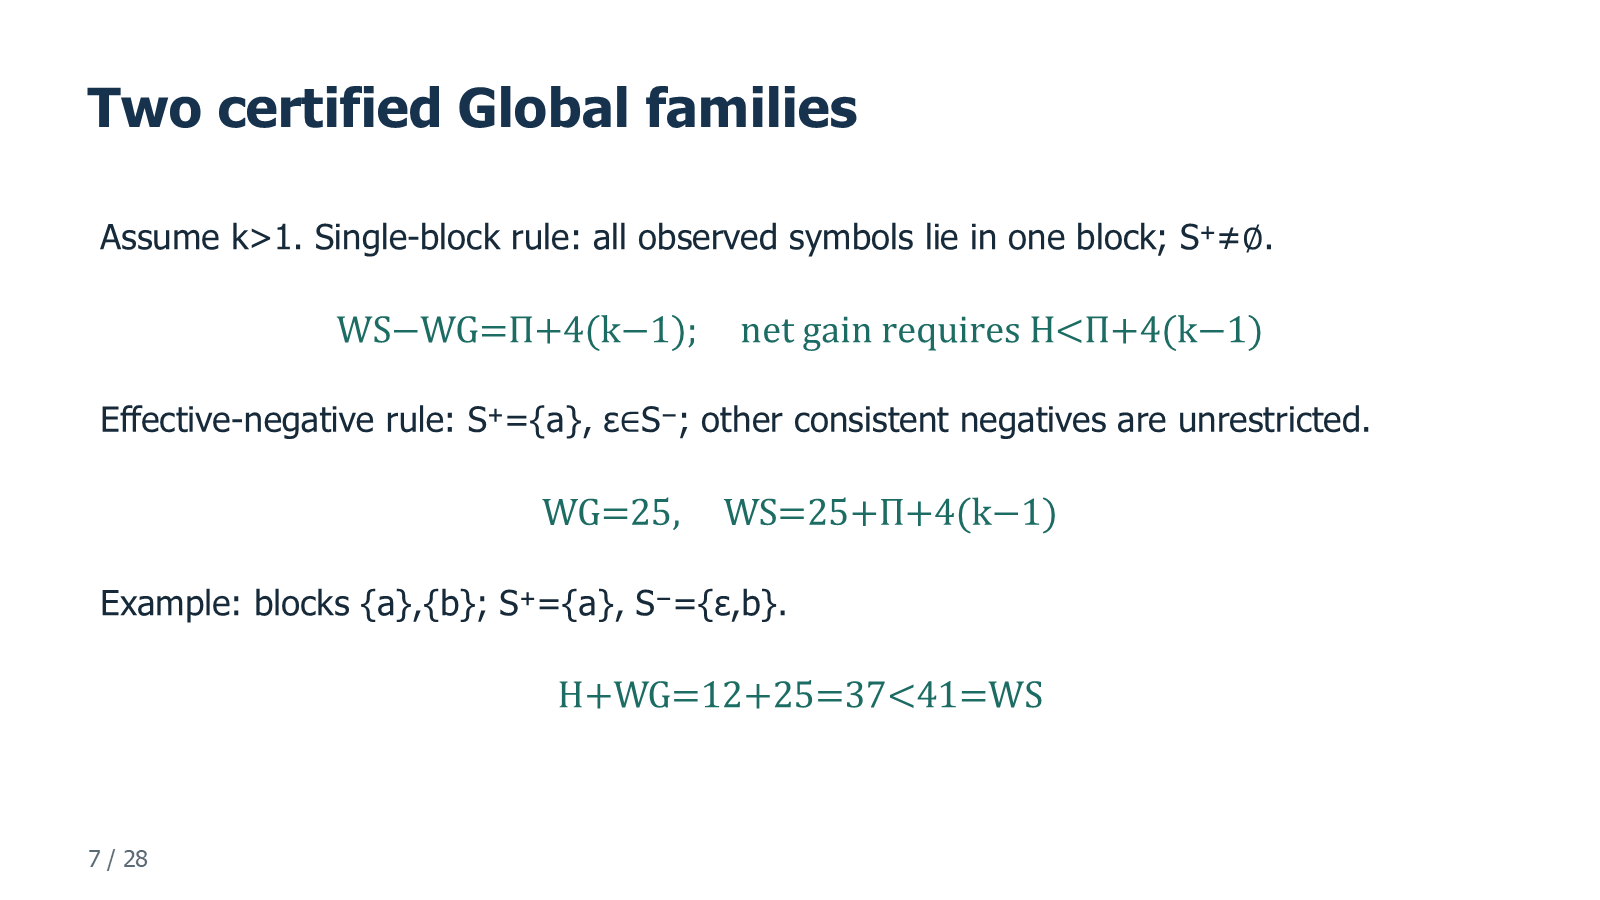 Two certified Global families
Assume k>1. Single-block rule: all observed symbols lie in one block; S⁺≠∅.
WS−WG=Π+4(k−1);  net gain requires H<Π+4(k−1)
Effective-negative rule: S⁺={a}, ε∈S⁻; other consistent negatives are unrestricted.
WG=25,  WS=25+Π+4(k−1)
Example: blocks {a},{b}; S⁺={a}, S⁻={ε,b}.
H+WG=12+25=37<41=WS
7 / 28